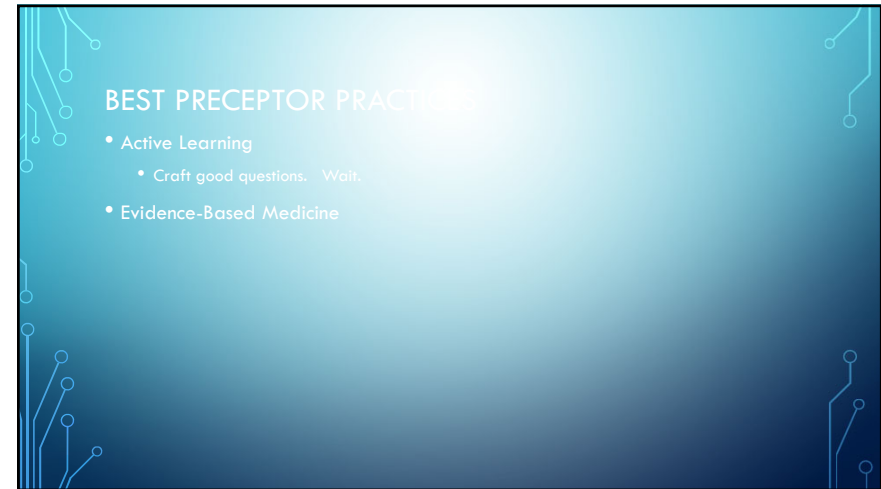 BEST PRECEPTOR PRACTICES
• Active Learning
• Craft good questions. Wait.
• Evidence-Based Medicine